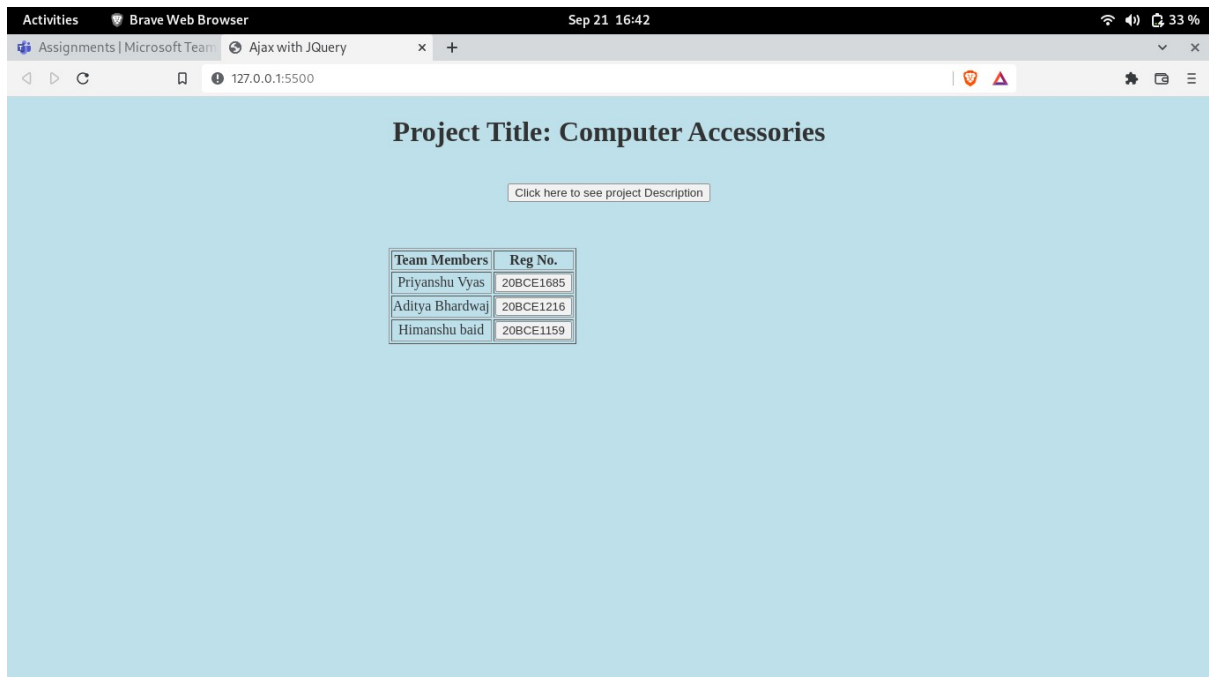 Activities Brave Web Browser Sep 21 16:42 33 %
Assignments | Microsoft Team Ajax with JQuery
127.0.0.1:5500
Project Title: Computer Accessories
Click here to see project Description
Team Members Reg No.
Priyanshu Vyas 20BCE1685
Aditya Bhardwaj 20BCE1216
Himanshu baid 20BCE1159